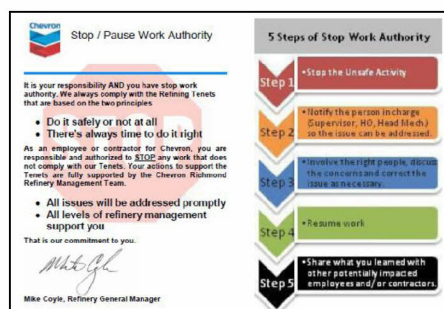 Chevron
Stop / Pause Work Authority
It is your responsibility AND you have stop work
authority. We always comply with the Refining Tenets
that are based on the two principles
• Do it safely or not at all
• There's always time to do it right
As an employee or contractor for Chevron, you are
responsible and authorized to STOP any work that does
not comply with our Tenets. Your actions to support the
Tenets are fully supported by the Chevron Richmond
Refinery Management Team.
• All issues will be addressed promptly
• All levels of refinery management
support you
That is our commitment to you.
Mike Coyle, Refinery General Manager
5 Steps of Stop Work Authority
Step 1
• Stop the Unsafe Activity
Step 2
• Notify the person in charge
(Supervisor, HO, Head Mech.)
so the issue can be addressed.
Step 3
• Involve the right people, discuss
the concerns and correct the
issue as necessary.
Step 4
• Resume work
Step 5
• Share what you learned with
other potentially impacted
employees and/or contractors.